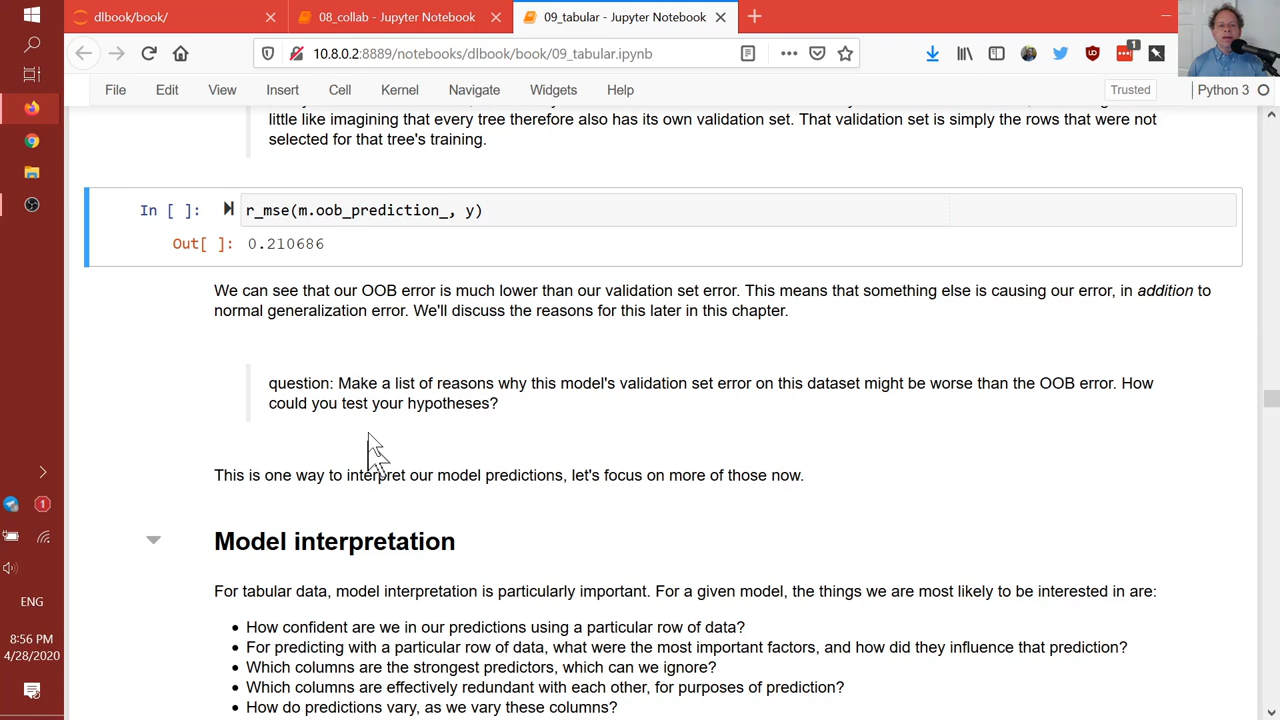 dlbook/book/
08_collab - Jupyter Notebook
09_tabular - Jupyter Notebook
10.8.0.2:8889/notebooks/dlbook/book/09_tabular.ipynb
1
File Edit View Insert Cell Kernel Navigate Widgets Help
Trusted
Python 3
little like imagining that every tree therefore also has its own validation set. That validation set is simply the rows that were not
selected for that tree's training.
In [ ]: r_mse(m.oob_prediction_, y)
Out[ ]: 0.210686
We can see that our OOB error is much lower than our validation set error. This means that something else is causing our error, in addition to
normal generalization error. We'll discuss the reasons for this later in this chapter.
question: Make a list of reasons why this model's validation set error on this dataset might be worse than the OOB error. How
could you test your hypotheses?
This is one way to interpret our model predictions, let's focus on more of those now.
Model interpretation
For tabular data, model interpretation is particularly important. For a given model, the things we are most likely to be interested in are:
• How confident are we in our predictions using a particular row of data?
• For predicting with a particular row of data, what were the most important factors, and how did they influence that prediction?
• Which columns are the strongest predictors, which can we ignore?
• Which columns are effectively redundant with each other, for purposes of prediction?
• How do predictions vary, as we vary these columns?
1
ENG
8:56 PM
4/28/2020